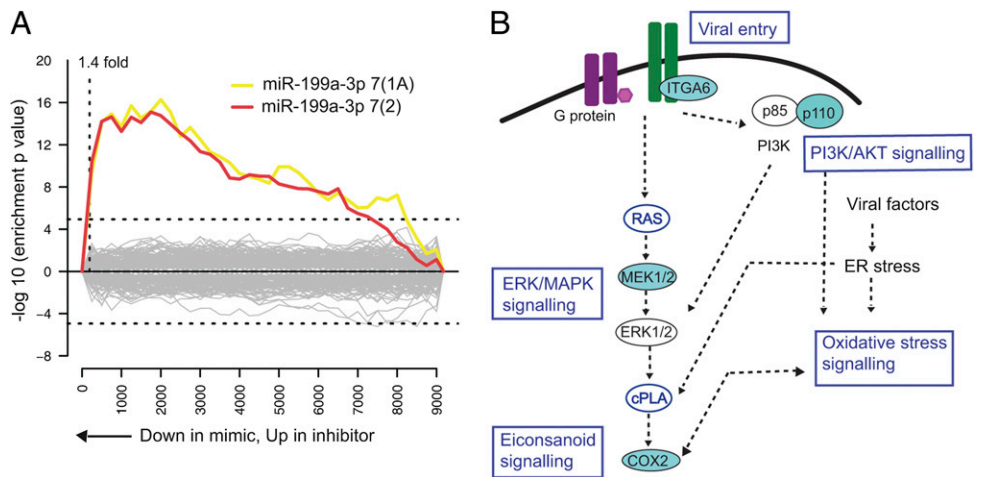 A
20
16
12
8
4
0
−4
−8
-log 10 (enrichment p value)
1.4 fold
miR-199a-3p 7(1A)
miR-199a-3p 7(2)
0
1000
2000
3000
4000
5000
6000
7000
8000
9000
Down in mimic, Up in inhibitor
B
Viral entry
ITGA6
G protein
p85
p110
PI3K
PI3K/AKT signalling
Viral factors
RAS
ER stress
MEK1/2
ERK/MAPK
signalling
ERK1/2
Oxidative stress
signalling
cPLA
Eiconsanoid
signalling
COX2